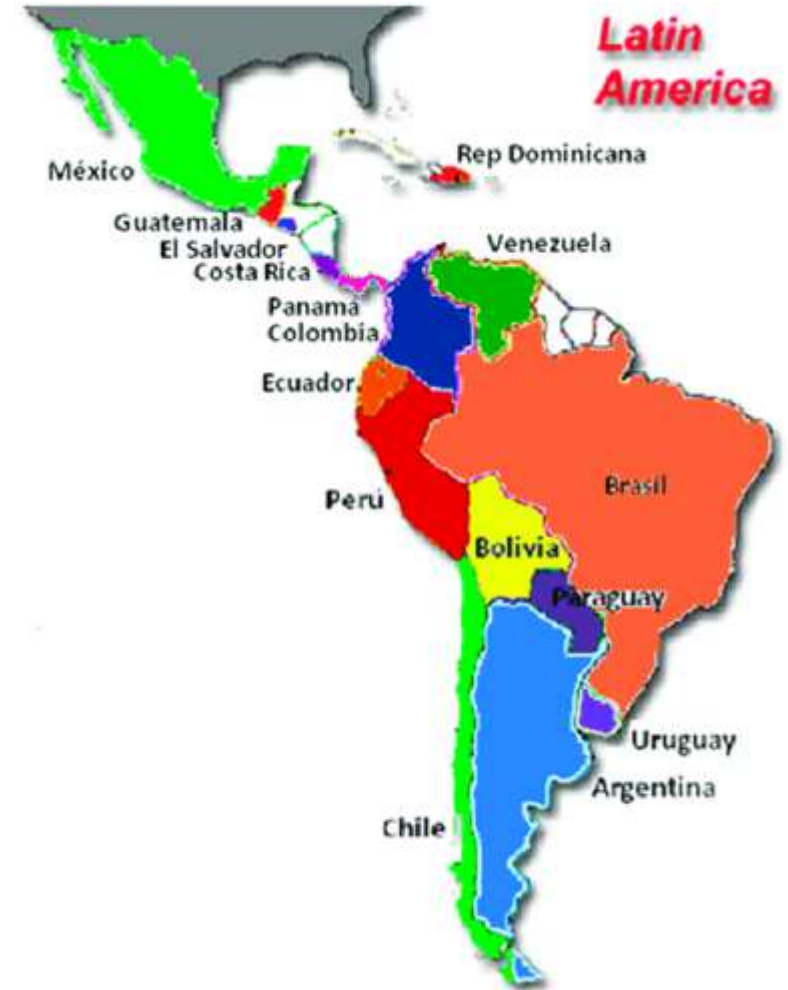 Latin
America
Rep Dominicana
México
Guatemala
El Salvador
Venezuela
Costa Rica
Panamá
Colombia
Ecuador
Brasil
Perú
Bolivia
Paraguay
Uruguay
Argentina
Chile